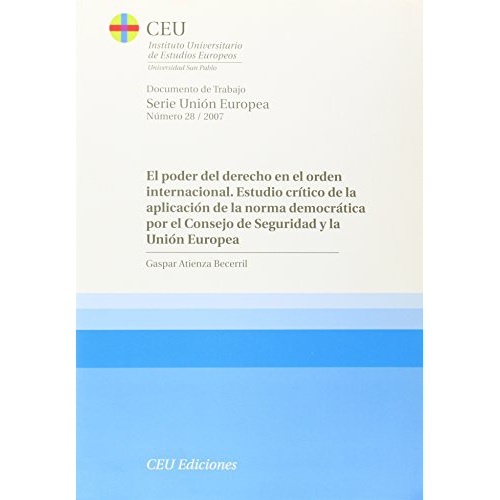 CEU
Instituto Universitario
de Estudios Europeos
Universidad San Pablo
Documento de Trabajo
Serie Unión Europea
Número 28 / 2007
El poder del derecho en el orden
internacional. Estudio crítico de la
aplicación de la norma democrática
por el Consejo de Seguridad y la
Unión Europea
Gaspar Atienza Becerril
CEU Ediciones